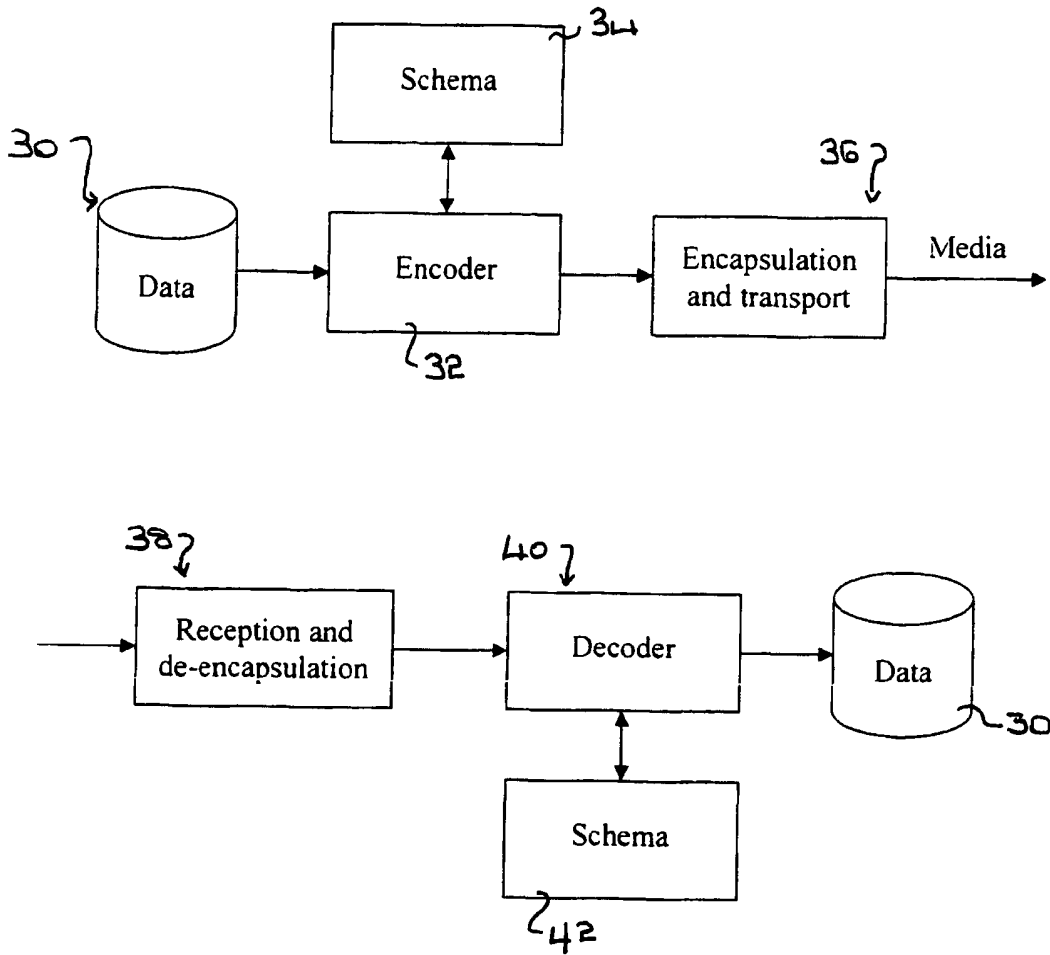 34
Schema
30
36
Data
Encoder
Encapsulation
and transport
Media
32
38
40
Reception and
de-encapsulation
Decoder
Data
30
Schema
42